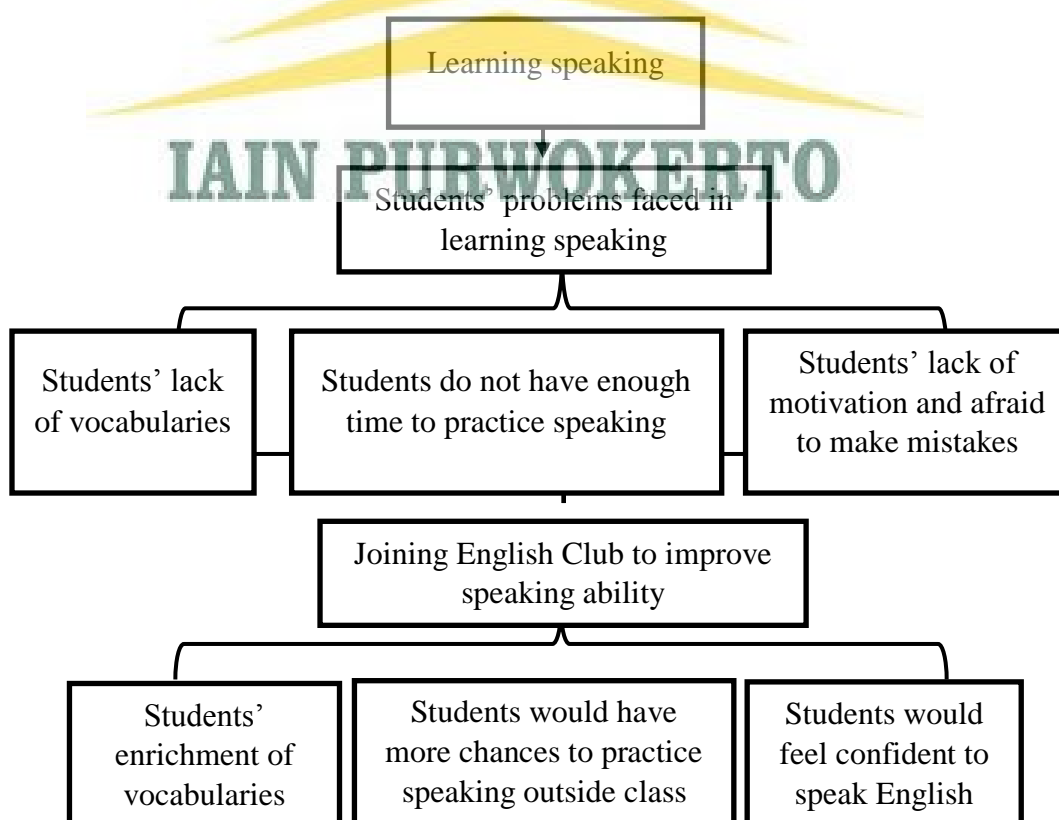 Learning speaking
IAIN PURWOKERTO
Students’ problems faced in
learning speaking
Students’ lack
of vocabularies
Students do not have enough
time to practice speaking
Students’ lack of
motivation and afraid
to make mistakes
Joining English Club to improve
speaking ability
Students’
enrichment of
vocabularies
Students would have
more chances to practice
speaking outside class
Students would
feel confident to
speak English